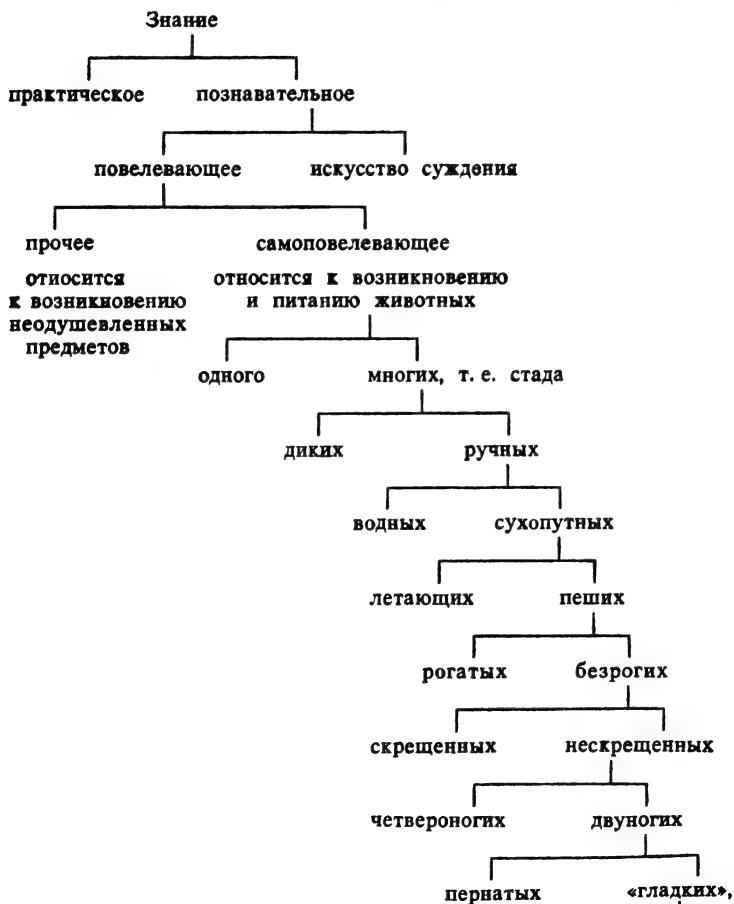 Знание
практическое познавательное
повелевающее искусство суждения
прочее самоповелевающее
относится относится к возникновению
к возникновению и питанию животных
неодушевленных
предметов
одного многих, т. е. стада
диких ручных
водных сухопутных
летающих пеших
рогатых безрогих
скрещенных нескрещенных
четвероногих двуногих
пернатых «гладких»,